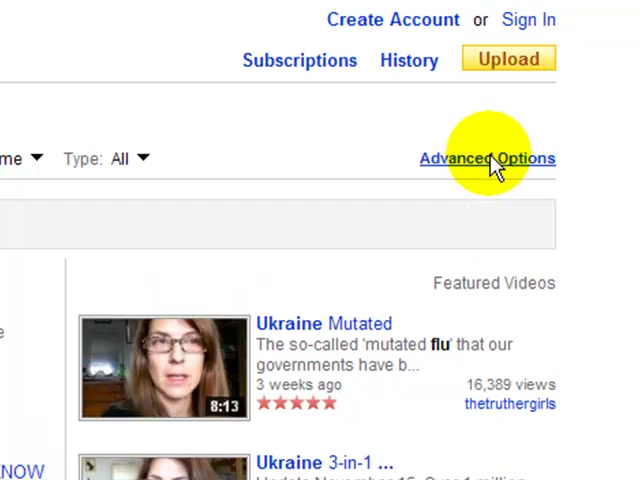 Create Account or Sign In
Subscriptions History Upload
me Type: All Advanced Options
Featured Videos
Ukraine Mutated
The so-called 'mutated flu' that our
e
governments have b...
3 weeks ago 16,389 views
8:13 thetruthergirls
Ukraine 3-in-1 ...
NOW